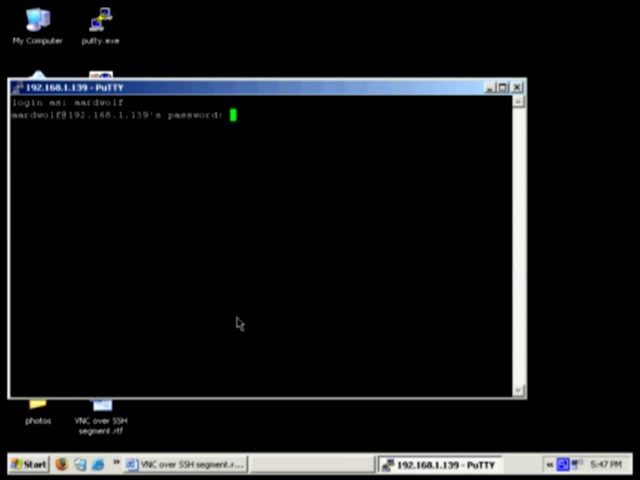 My Computer
putty.exe
192.168.1.139 - PuTTY
login as: aardwolf
aardwolf@192.168.1.139's password:
photos
VNC over SSH
segment.rtf
Start
VNC over SSH segment.r...
192.168.1.139 - PuTTY
5:47 PM